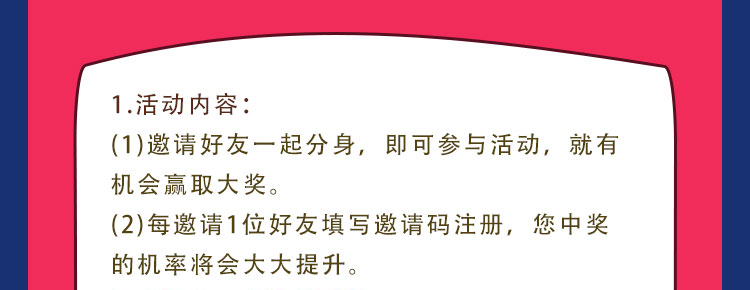 1.活动内容：
(1)邀请好友一起分身，即可参与活动，就有
机会赢取大奖。
(2)每邀请1位好友填写邀请码注册，您中奖
的机率将会大大提升。